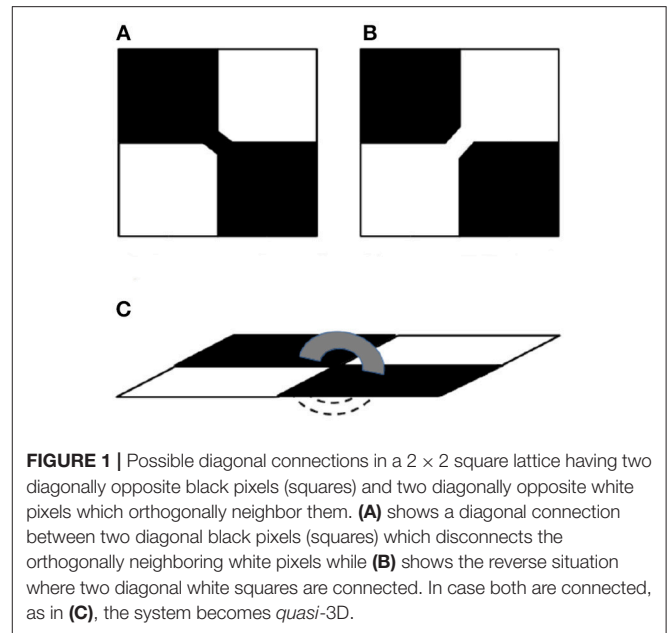 A
B
C
FIGURE 1 | Possible diagonal connections in a 2 × 2 square lattice having two
diagonally opposite black pixels (squares) and two diagonally opposite white
pixels which orthogonally neighbor them. (A) shows a diagonal connection
between two diagonal black pixels (squares) which disconnects the
orthogonally neighboring white pixels while (B) shows the reverse situation
where two diagonal white squares are connected. In case both are connected,
as in (C), the system becomes quasi-3D.